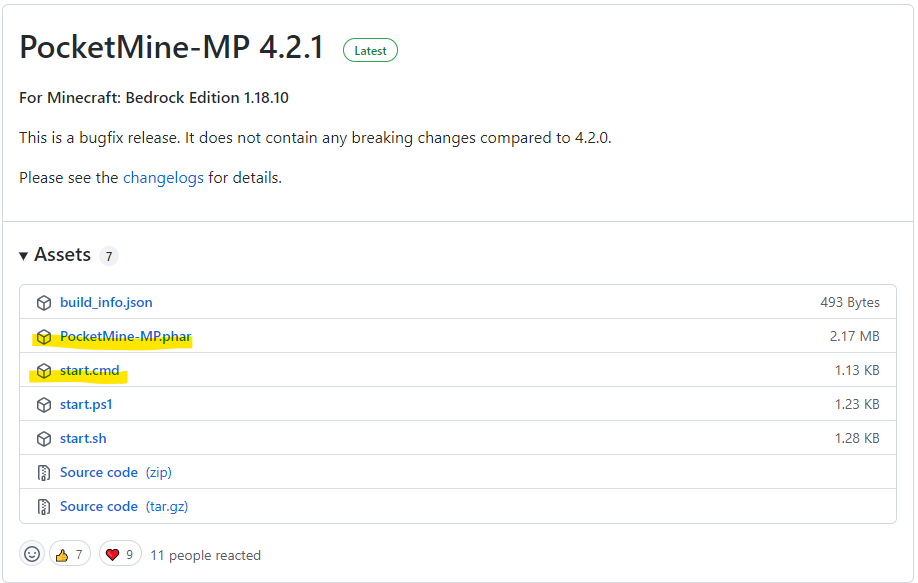 PocketMine-MP 4.2.1 Latest
For Minecraft: Bedrock Edition 1.18.10
This is a bugfix release. It does not contain any breaking changes compared to 4.2.0.
Please see the changelogs for details.
Assets 7
build_info.json 493 Bytes
PocketMine-MP.phar 2.17 MB
start.cmd 1.13 KB
start.ps1 1.23 KB
start.sh 1.28 KB
Source code (zip)
Source code (tar.gz)
7 9 11 people reacted